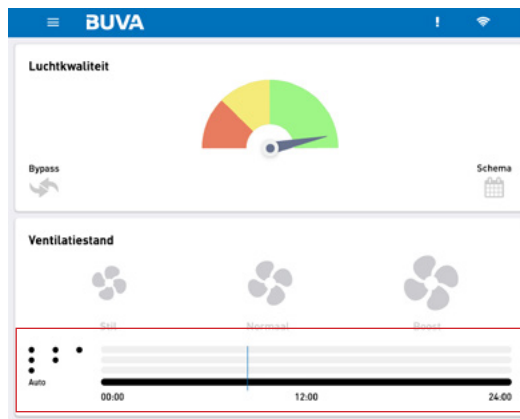 BUVA
!
Luchtkwaliteit
Bypass
Schema
Ventilatiestand
Stil
Normaal
Boost
Auto
00:00
12:00
24:00